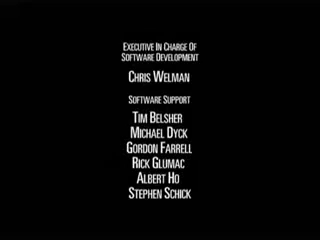 EXECUTIVE IN CHARGE OF
SOFTWARE DEVELOPMENT
CHRIS WELMAN
SOFTWARE SUPPORT
TIM BELSHER
MICHAEL DYCK
GORDON FARRELL
RICK GLUMAC
ALBERT HO
STEPHEN SCHICK